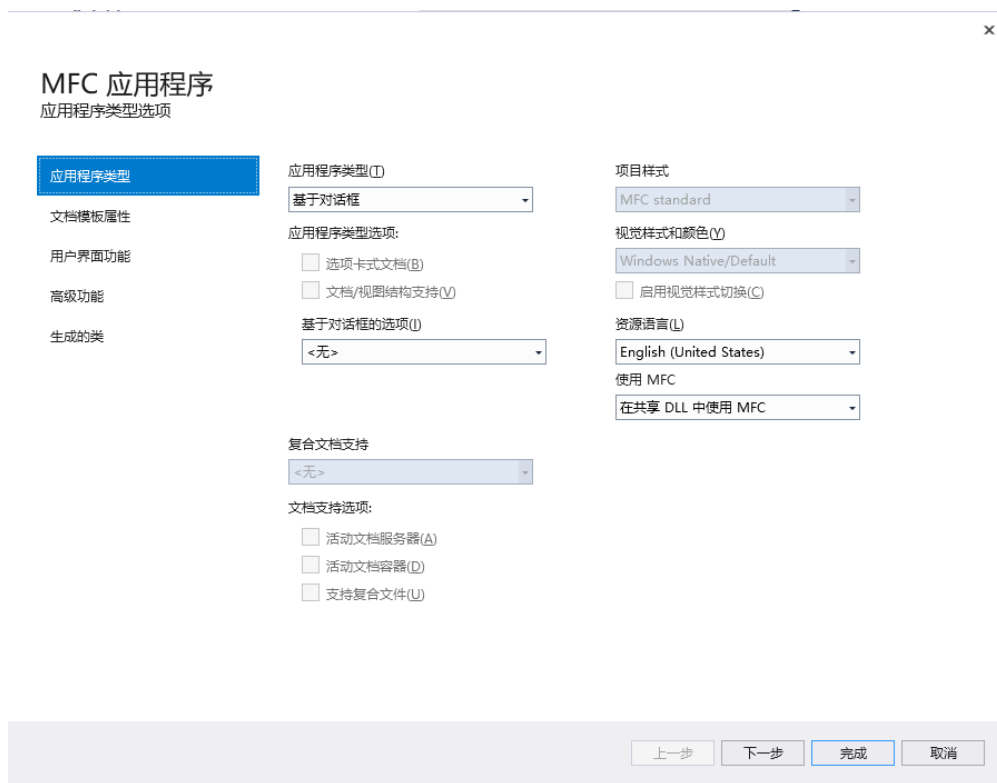 MFC 应用程序
应用程序类型选项
应用程序类型
文档模板属性
用户界面功能
高级功能
生成的类
应用程序类型(T)
基于对话框
应用程序类型选项:
选项卡式文档(B)
文档/视图结构支持(V)
基于对话框的选项(I)
<无>
复合文档支持
<无>
文档支持选项:
活动文档服务器(A)
活动文档容器(D)
支持复合文件(U)
项目样式
MFC standard
视觉样式和颜色(Y)
Windows Native/Default
启用视觉样式切换(C)
资源语言(L)
English (United States)
使用 MFC
在共享 DLL 中使用 MFC
上一步
下一步
完成
取消